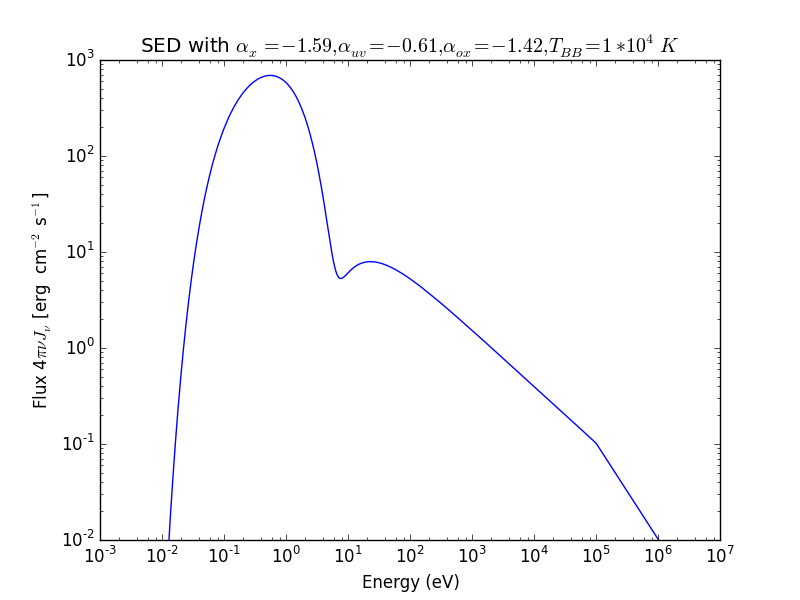 SED with α_x =−1.59,α_uv=−0.61,α_ox=−1.42,T_BB=1∗10^4 K
Flux 4πνJ_ν [erg cm^−2 s^−1]
10^3
10^2
10^1
10^0
10^-1
10^-2
10^-3 10^-2 10^-1 10^0 10^1 10^2 10^3 10^4 10^5 10^6 10^7
Energy (eV)